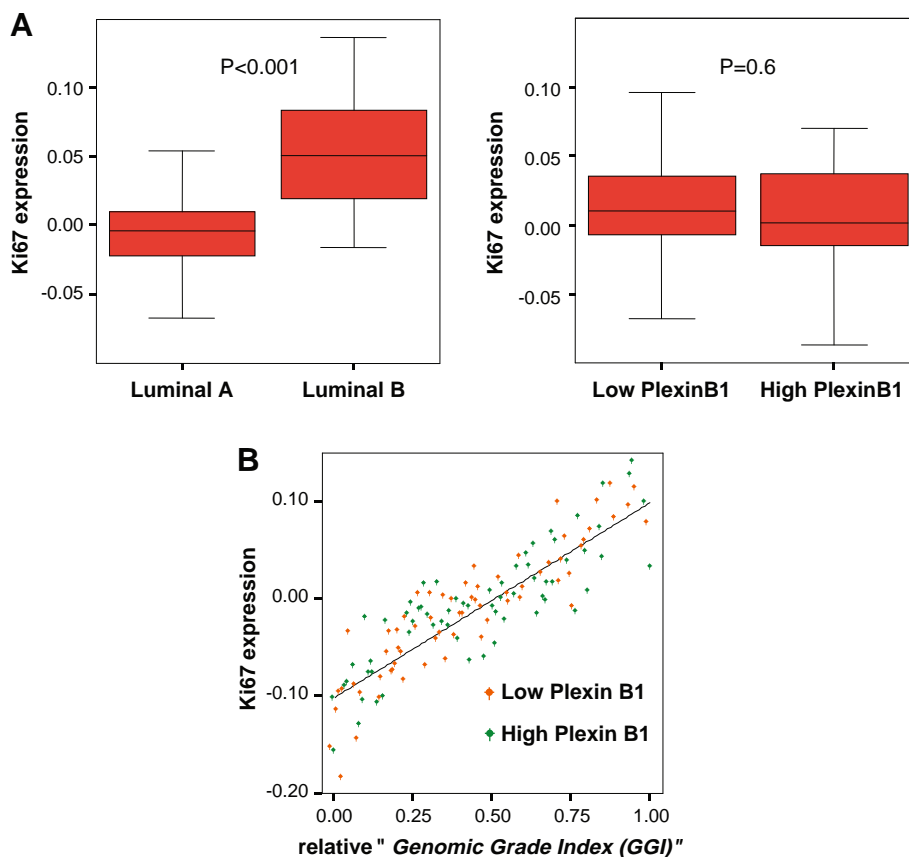 A
P<0.001
0.10
0.05
0.00
-0.05
Ki67 expression
Luminal A
Luminal B
P=0.6
0.10
0.05
0.00
-0.05
Ki67 expression
Low PlexinB1
High PlexinB1
B
0.10
0.00
-0.10
-0.20
Ki67 expression
Low Plexin B1
High Plexin B1
0.00
0.25
0.50
0.75
1.00
relative " Genomic Grade Index (GGI)"